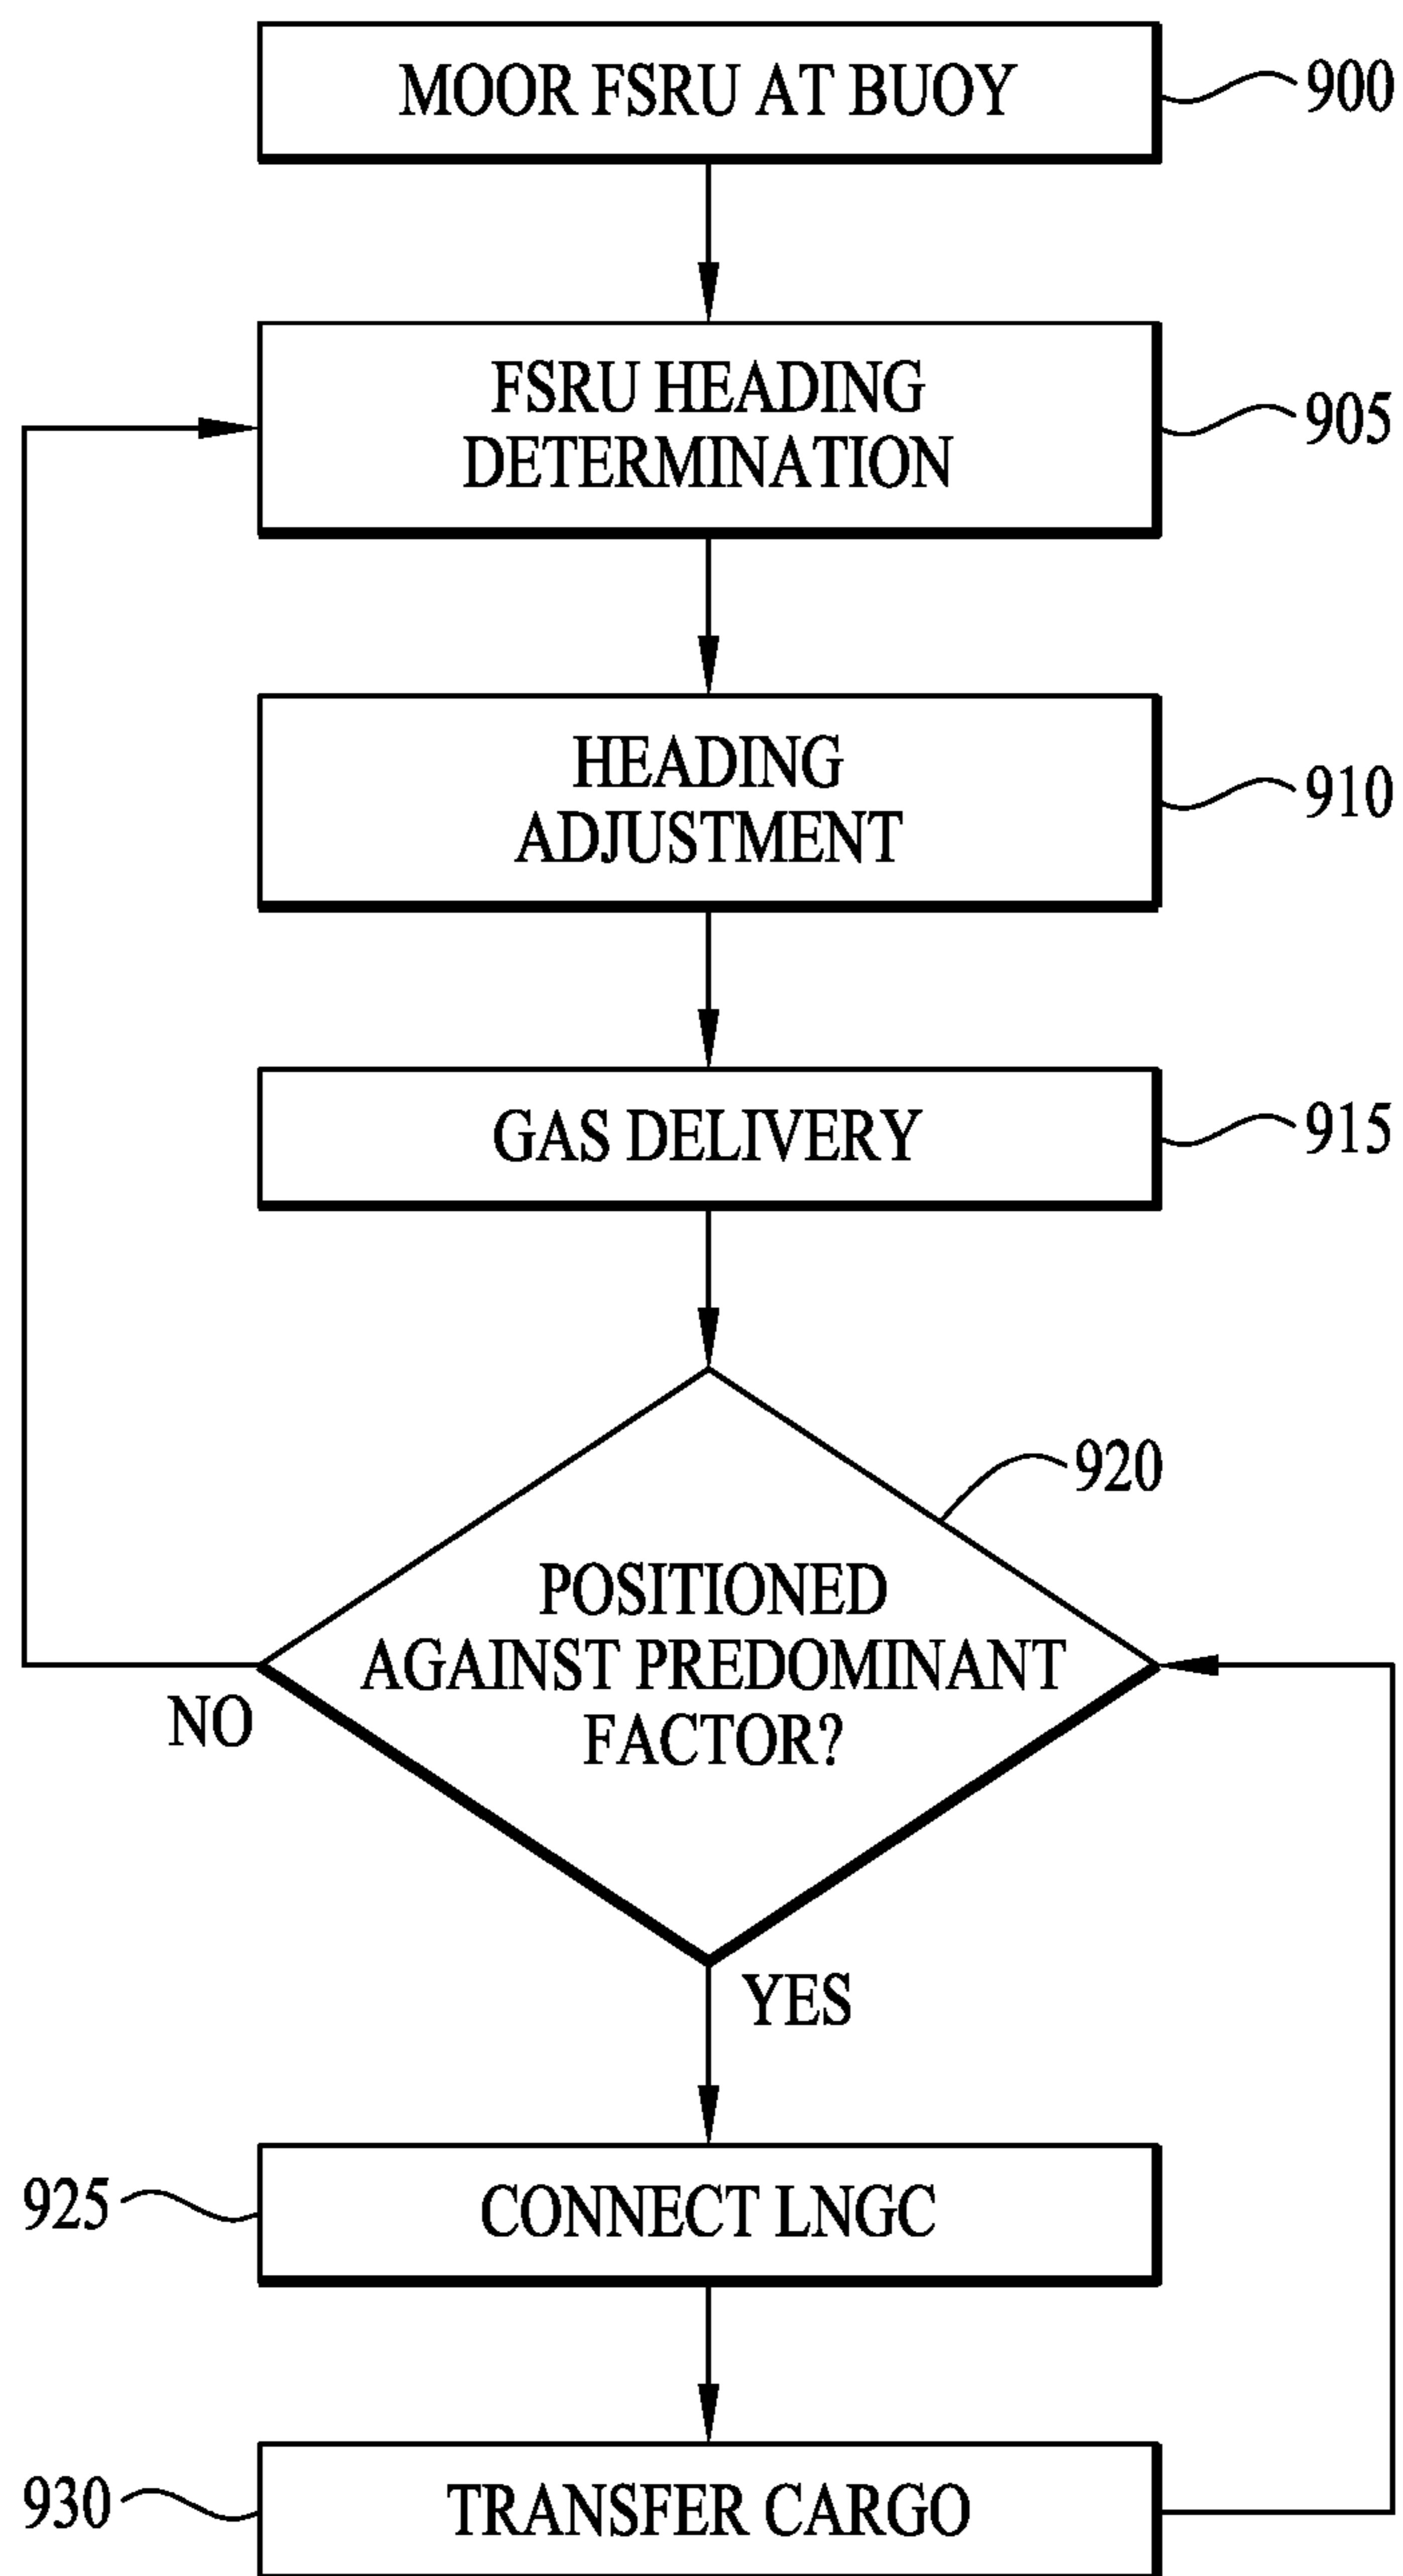 MOOR FSRU AT BUOY
900
FSRU HEADING
DETERMINATION
905
HEADING
ADJUSTMENT
910
GAS DELIVERY
915
920
POSITIONED
AGAINST PREDOMINANT
FACTOR?
NO
YES
925
CONNECT LNGC
930
TRANSFER CARGO